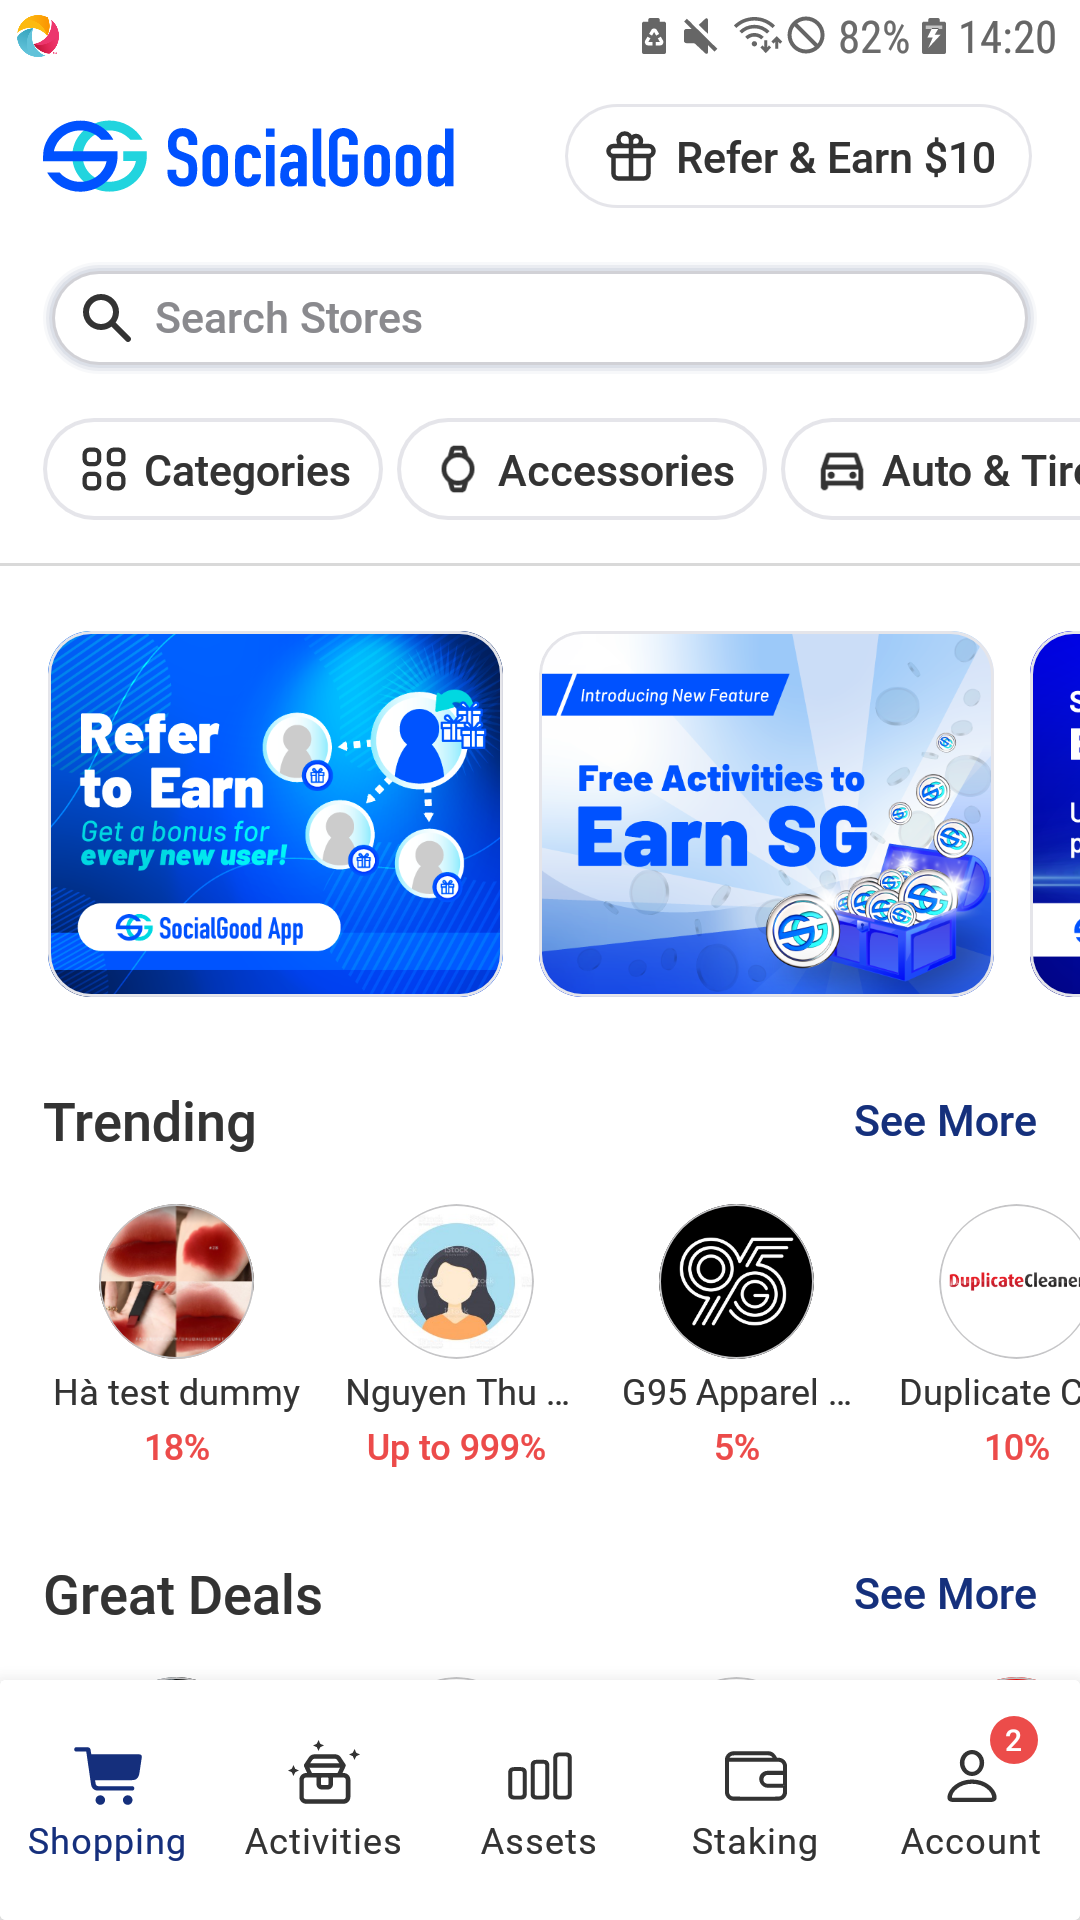 82% 14:20
SocialGood
Refer & Earn $10
Search Stores
Categories
Accessories
Auto & Tir
Refer
to Earn
Get a bonus for
every new user!
SocialGood App
Introducing New Feature
Free Activities to
Earn SG
Trending
See More
Hà test dummy
18%
Nguyen Thu ...
Up to 999%
G95 Apparel ...
5%
DuplicateCleaner
Duplicate C
10%
Great Deals
See More
2
Shopping
Activities
Assets
Staking
Account